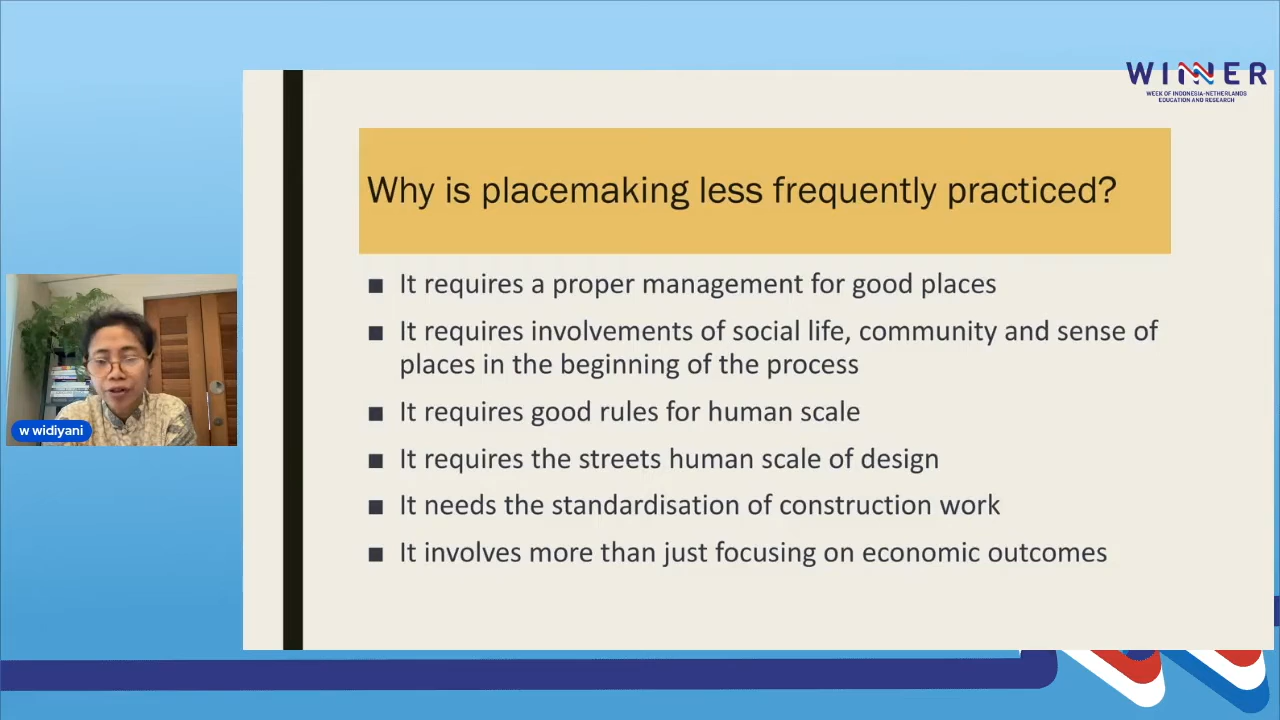 WINNER
WEEK OF INDONESIA-NETHERLANDS
EDUCATION AND RESEARCH
Why is placemaking less frequently practiced?
■ It requires a proper management for good places
■ It requires involvements of social life, community and sense of
places in the beginning of the process
■ It requires good rules for human scale
■ It requires the streets human scale of design
■ It needs the standardisation of construction work
■ It involves more than just focusing on economic outcomes
w widiyani